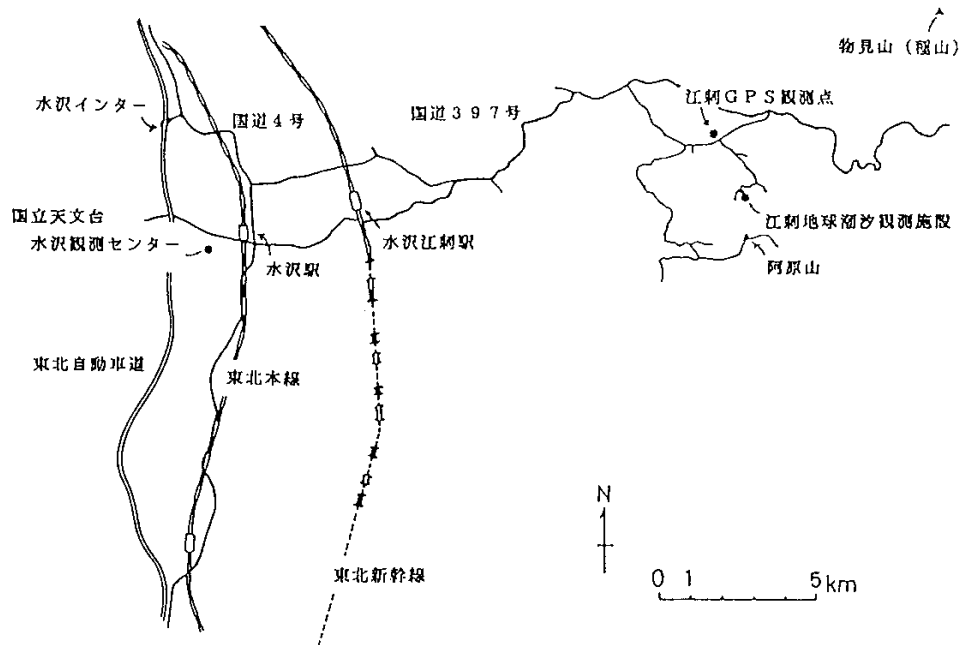 物見山（種山）
水沢インター
国道4号
国道397号
江刺GPS観測点
国立天文台
水沢観測センター
水沢駅
水沢江刺駅
江刺地球潮汐観測施設
阿原山
東北自動車道
東北本線
東北新幹線
N
0 1 5km